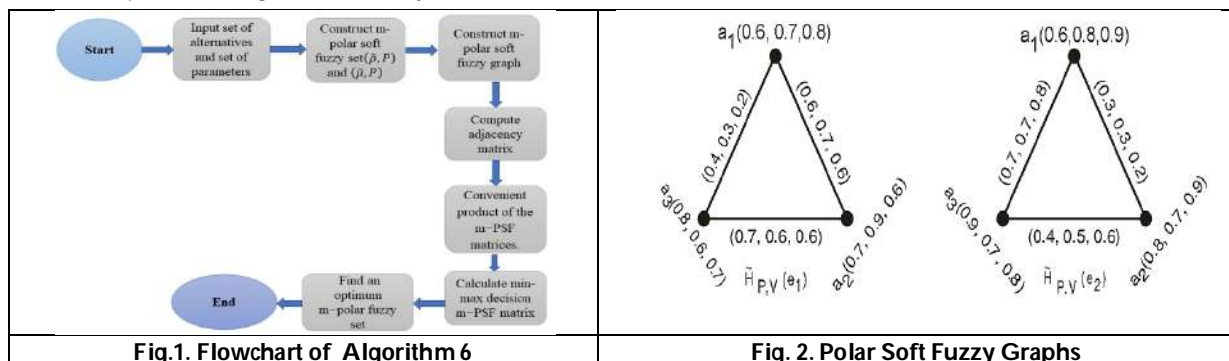 Start
Input set of
alternatives
and set of
parameters
Construct m-
polar soft
fuzzy set(ρ̃, P)
and (μ̃, P)
Construct m-
polar soft
fuzzy graph
Compute
adjacency
matrix
Convenient
product of the
m−PSF
matrices.
Calculate min-
max decision
m-PSF matrix
Find an
optimum
m−polar fuzzy
set
End
Fig.1. Flowchart of Algorithm 6
a₁(0.6, 0.7,0.8)
(0.4, 0.3, 0.2)
(0.6, 0.7, 0.6)
a₃(0.8, 0.6, 0.7)
(0.7, 0.6, 0.6)
a₂(0.7, 0.9, 0.6)
H̃ P,V (e₁)
a₁(0.6,0.8,0.9)
(0.7, 0.7, 0.8)
(0.3, 0.3, 0.2)
a₃(0.9, 0.7, 0.8)
(0.4, 0.5, 0.6)
a₂(0.8, 0.7, 0.9)
H̃ P,V (e₂)
Fig. 2. Polar Soft Fuzzy Graphs